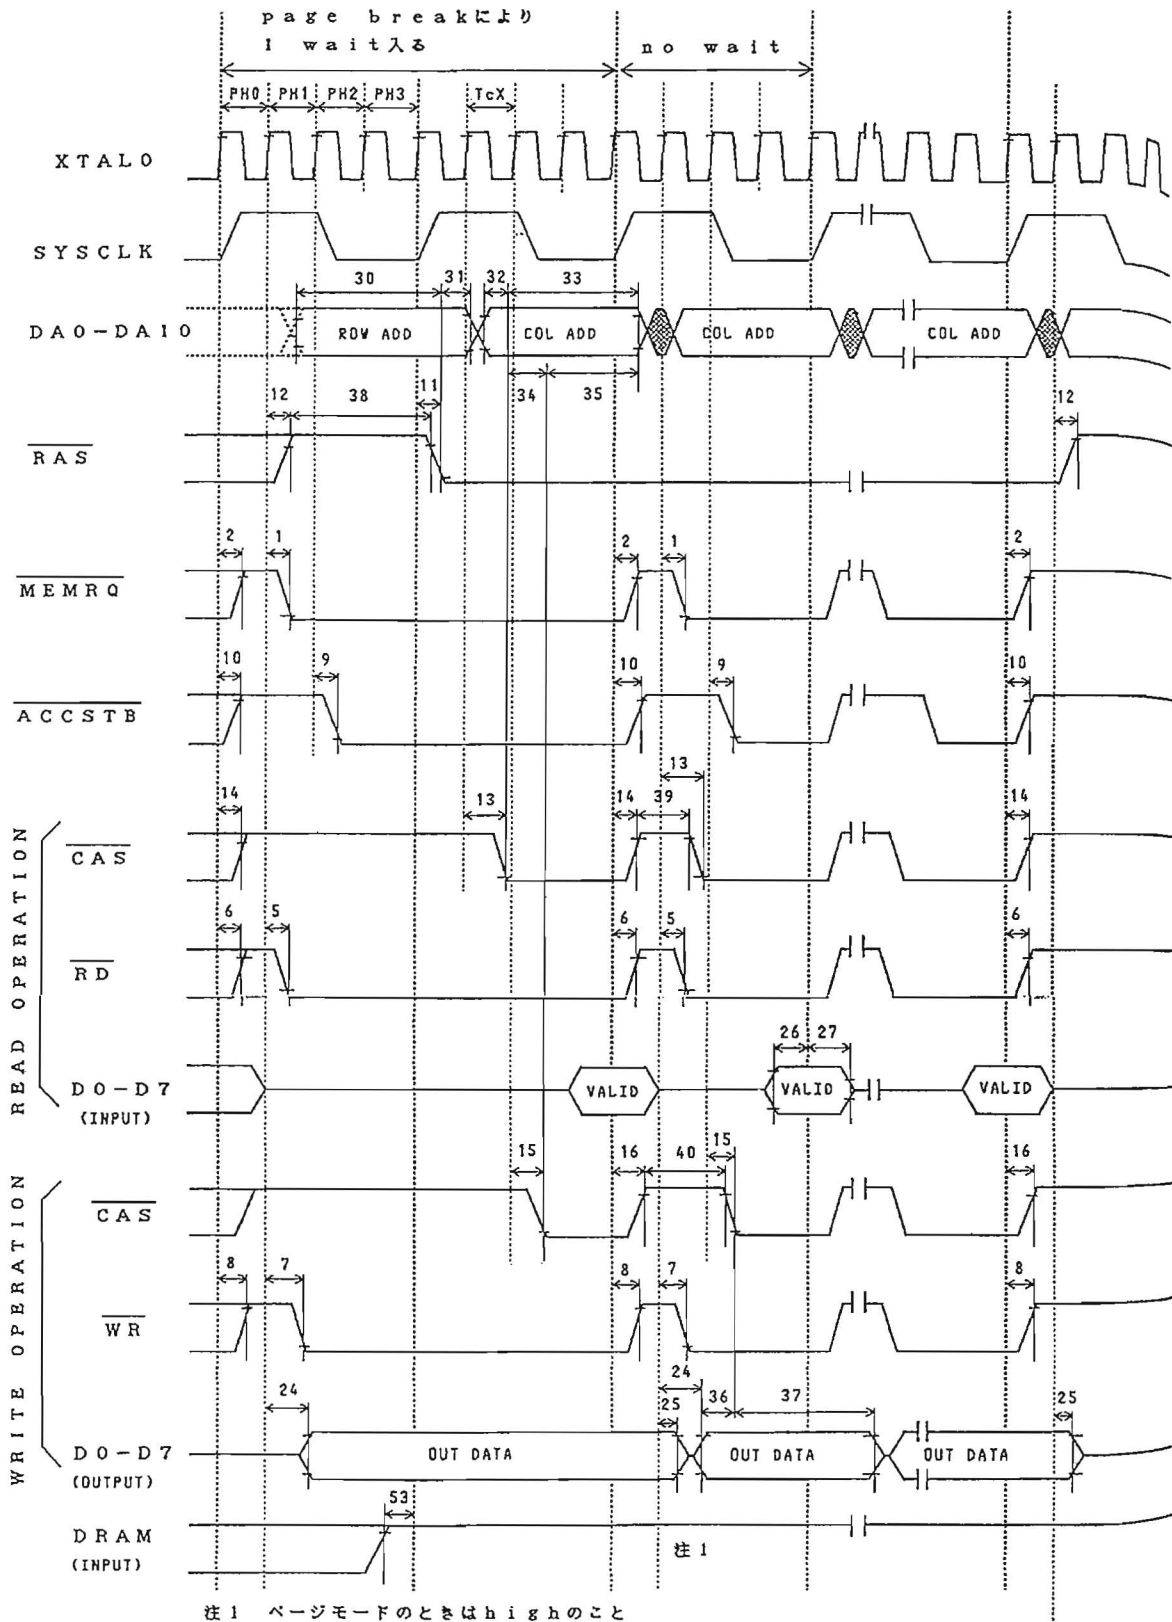 page breakにより
1 wait入る
no wait
PH0 PH1 PH2 PH3 TcX
XTAL0
SYSCLK
30 31 32 33
DA0-DA10
ROW ADD COL ADD COL ADD COL ADD
34 35
12 38 11 12
RAS
2 1 2 1 2
MEMRQ
10 9 10 9 10
ACCSTB
13
14 13 14 39 14
READ OPERATION
CAS
6 5 6 5 6
RD
26 27
D0-D7
(INPUT)
VALID VALID VALID
15 16 40 15 16
WRITE OPERATION
CAS
8 7 8 7 8
WR
24 24 25 36 37 25
D0-D7
(OUTPUT)
OUT DATA OUT DATA OUT DATA
53
DRAM
(INPUT)
注1
注1 ページモードのときはhighのこと